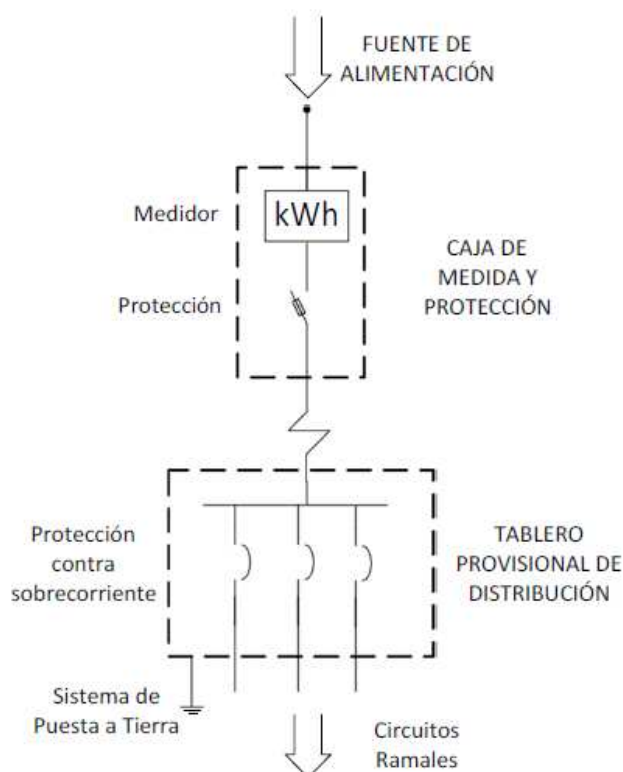 FUENTE DE
ALIMENTACIÓN
Medidor
kWh
Protección
CAJA DE
MEDIDA Y
PROTECCIÓN
Protección
contra
sobrecorriente
TABLERO
PROVISIONAL DE
DISTRIBUCIÓN
Sistema de
Puesta a Tierra
Circuitos
Ramales